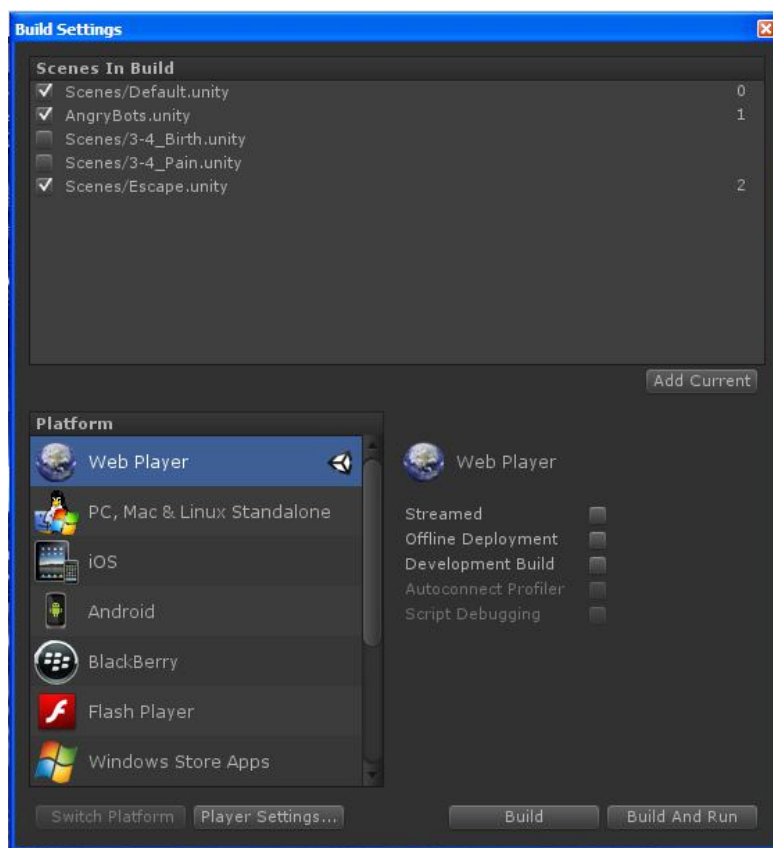 Build Settings
Scenes In Build
Scenes/Default.unity 0
AngryBots.unity 1
Scenes/3-4_Birth.unity
Scenes/3-4_Pain.unity
Scenes/Escape.unity 2
Add Current
Platform
Web Player
PC, Mac & Linux Standalone
iOS
Android
BlackBerry
Flash Player
Windows Store Apps
Web Player
Streamed
Offline Deployment
Development Build
Autoconnect Profiler
Script Debugging
Switch Platform Player Settings... Build Build And Run